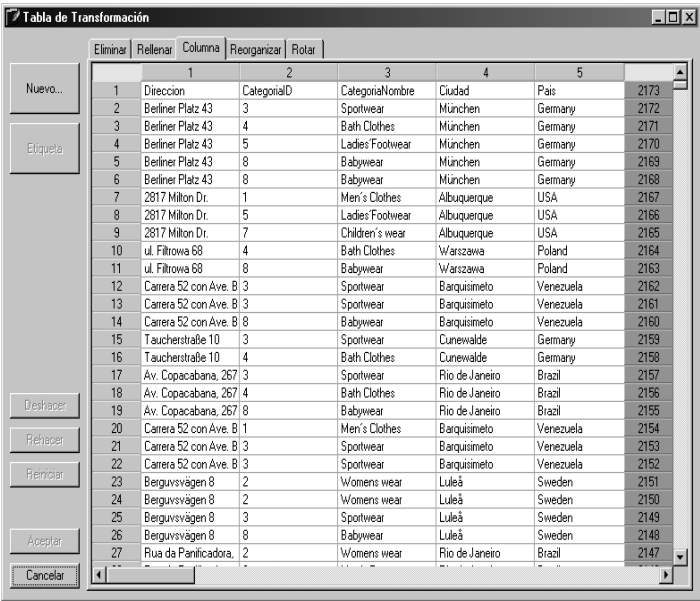 Tabla de Transformación
Eliminar Rellenar Columna Reorganizar Rotar
Nuevo...
Etiqueta
Deshacer
Rehacer
Reiniciar
Aceptar
Cancelar
1 2 3 4 5
1 Direccion CategoriaID CategoriaNombre Ciudad Pais 2173
2 Berliner Platz 43 3 Sportwear München Germany 2172
3 Berliner Platz 43 4 Bath Clothes München Germany 2171
4 Berliner Platz 43 5 Ladies´Footwear München Germany 2170
5 Berliner Platz 43 8 Babywear München Germany 2169
6 Berliner Platz 43 8 Babywear München Germany 2168
7 2817 Milton Dr. 1 Men´s Clothes Albuquerque USA 2167
8 2817 Milton Dr. 5 Ladies´Footwear Albuquerque USA 2166
9 2817 Milton Dr. 7 Children´s wear Albuquerque USA 2165
10 ul. Filtrowa 68 4 Bath Clothes Warszawa Poland 2164
11 ul. Filtrowa 68 8 Babywear Warszawa Poland 2163
12 Carrera 52 con Ave. B 3 Sportwear Barquisimeto Venezuela 2162
13 Carrera 52 con Ave. B 3 Sportwear Barquisimeto Venezuela 2161
14 Carrera 52 con Ave. B 8 Babywear Barquisimeto Venezuela 2160
15 Taucherstraße 10 3 Sportwear Cunewalde Germany 2159
16 Taucherstraße 10 4 Bath Clothes Cunewalde Germany 2158
17 Av. Copacabana, 267 3 Sportwear Rio de Janeiro Brazil 2157
18 Av. Copacabana, 267 4 Bath Clothes Rio de Janeiro Brazil 2156
19 Av. Copacabana, 267 8 Babywear Rio de Janeiro Brazil 2155
20 Carrera 52 con Ave. B 1 Men´s Clothes Barquisimeto Venezuela 2154
21 Carrera 52 con Ave. B 3 Sportwear Barquisimeto Venezuela 2153
22 Carrera 52 con Ave. B 3 Sportwear Barquisimeto Venezuela 2152
23 Berguvsvägen 8 2 Womens wear Luleå Sweden 2151
24 Berguvsvägen 8 2 Womens wear Luleå Sweden 2150
25 Berguvsvägen 8 3 Sportwear Luleå Sweden 2149
26 Berguvsvägen 8 8 Babywear Luleå Sweden 2148
27 Rua da Panificadora, 2 Womens wear Rio de Janeiro Brazil 2147